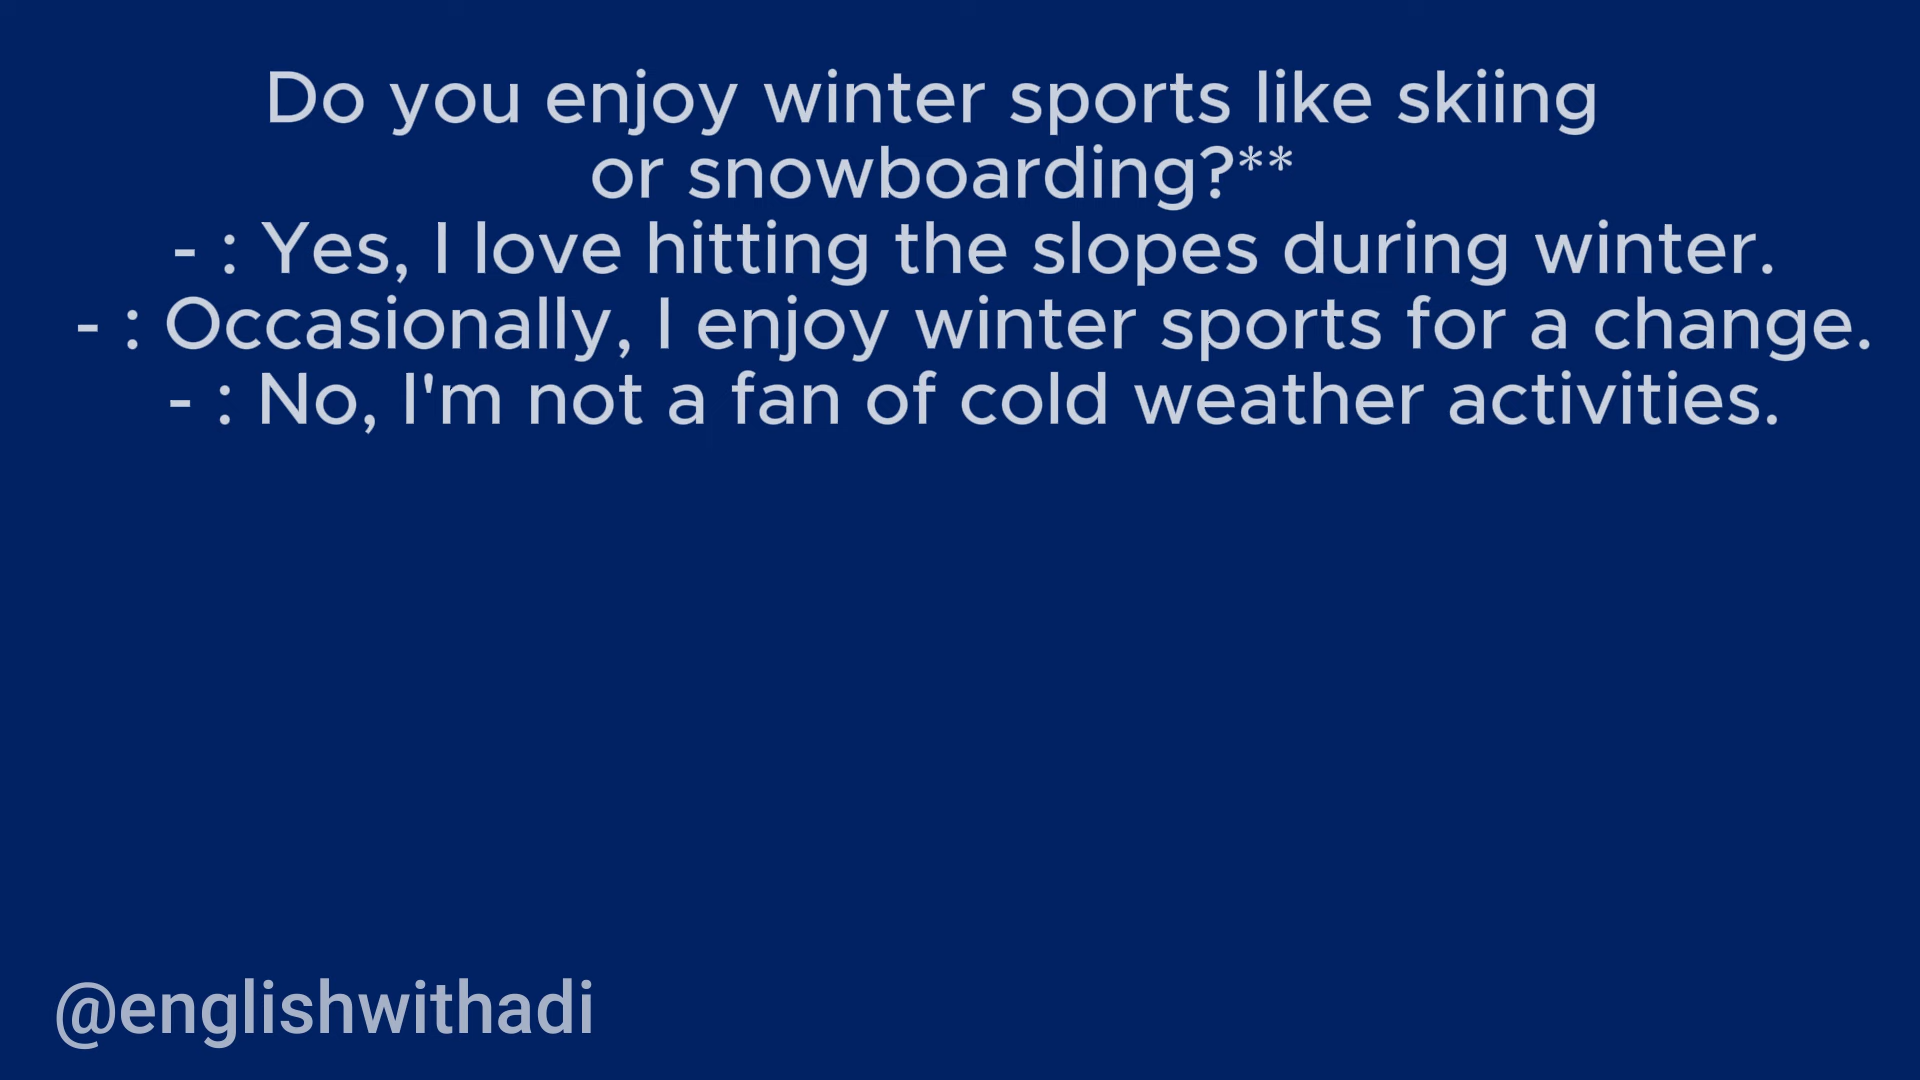 Do you enjoy winter sports like skiing
or snowboarding?**
- : Yes, I love hitting the slopes during winter.
- : Occasionally, I enjoy winter sports for a change.
- : No, I'm not a fan of cold weather activities.
@englishwithadi